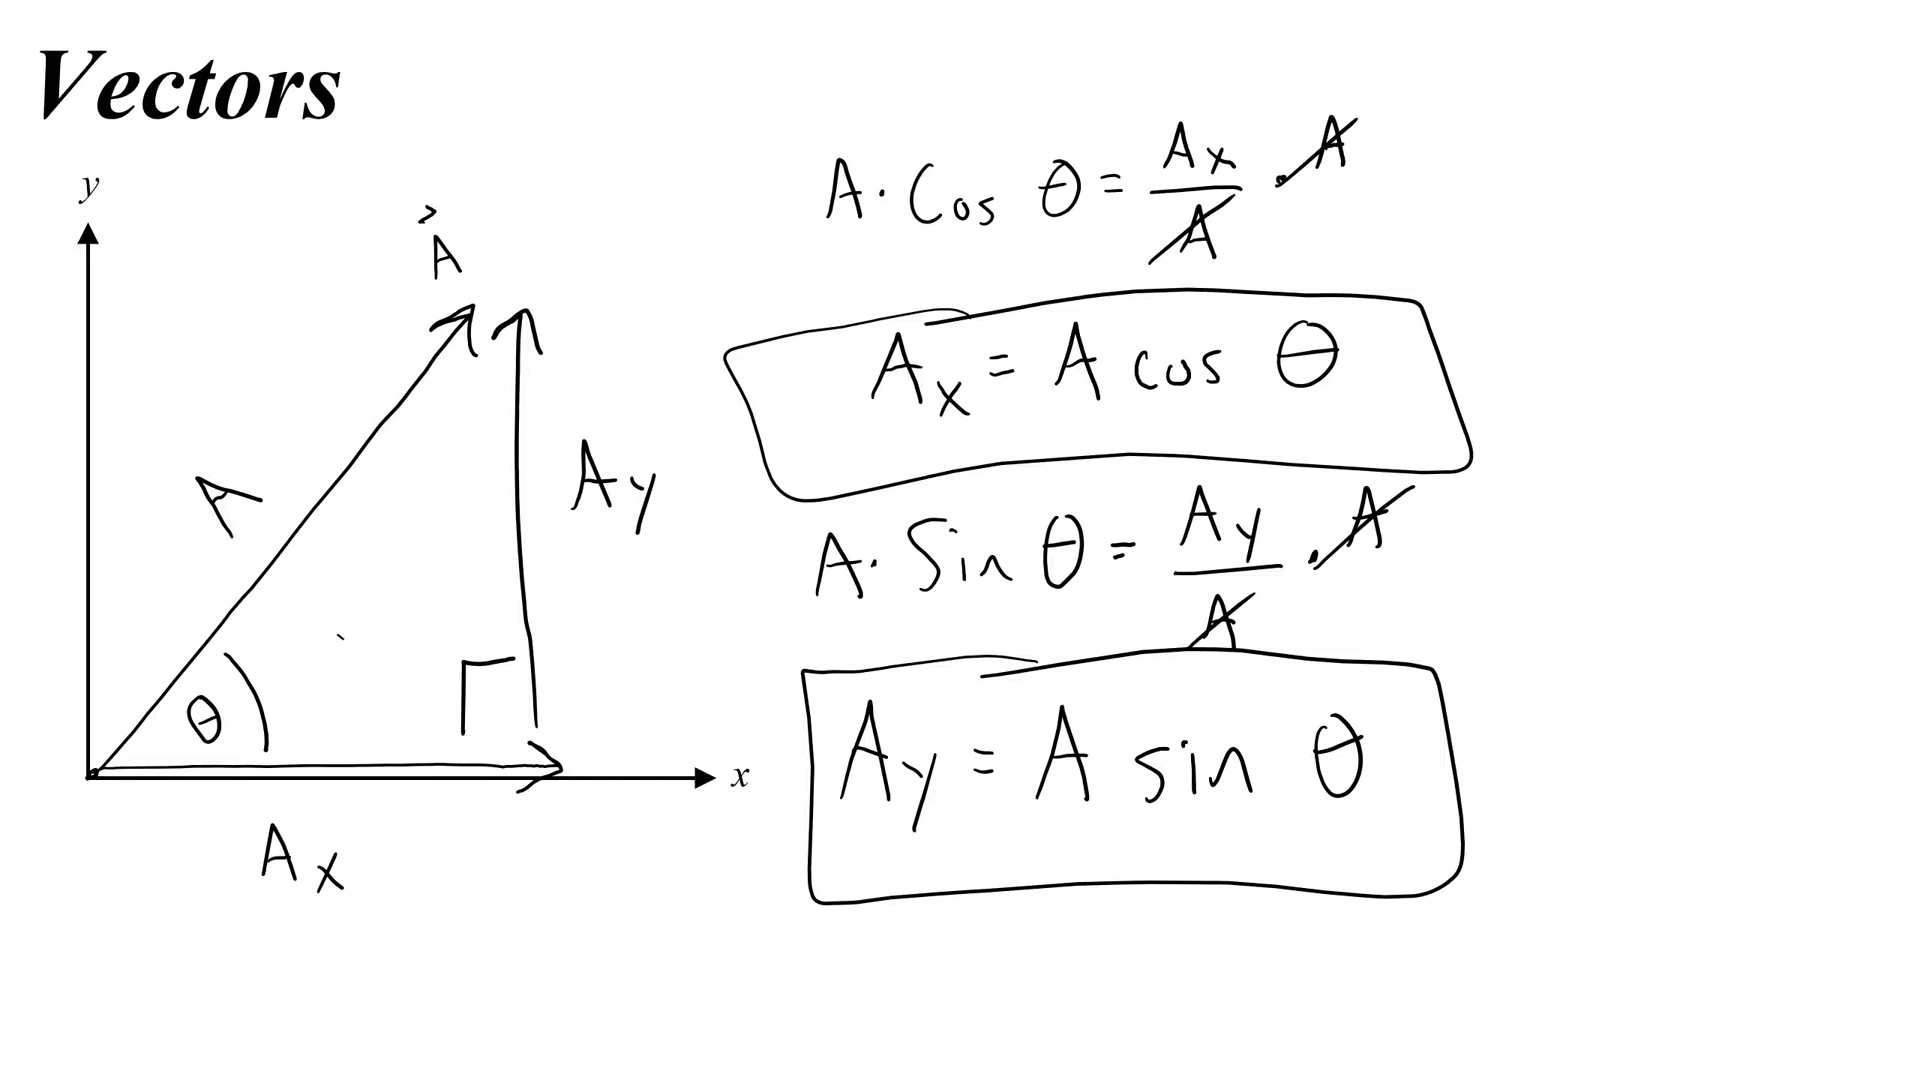 Vectors
y
A⃗
A
Ay
θ
x
Ax
A · Cos θ = Ax/A · A
Ax = A cos θ
A · Sin θ = Ay/A · A
Ay = A sin θ